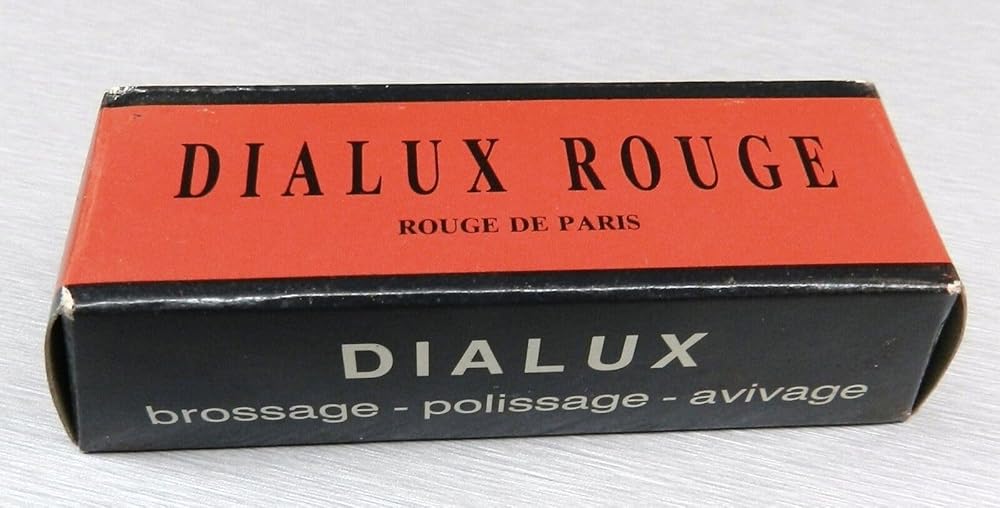 DIALUX ROUGE
ROUGE DE PARIS
DIALUX
brossage - polissage - avivage